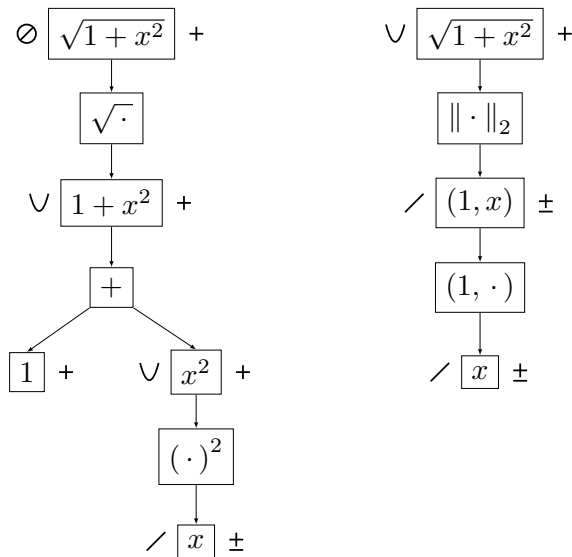 ⊘ √(1 + x²) +
√·
∪ 1 + x² +
+
1 +
∪ x² +
(·)²
∕ x ±
∪ √(1 + x²) +
‖ · ‖₂
∕ (1, x) ±
(1, ·)
∕ x ±